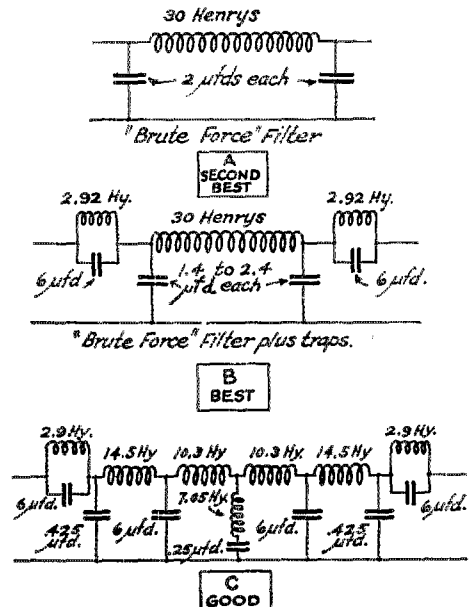 30 Henrys
2 μfds each
"Brute Force" Filter
A
SECOND
BEST
2.92 Hy.
30 Henrys
2.92 Hy.
6 μfd
1.4 to 2.4
μfd each
6 μfd.
"Brute Force" Filter plus traps.
B
BEST
2.9 Hy.
14.5 Hy
10.3 Hy
10.3 Hy
14.5 Hy
2.9 Hy.
7.05 Hy.
6 μfd.
.425
μfd.
6 μfd.
.25 μfd.
6 μfd.
.425
μfd.
6 μfd.
C
GOOD